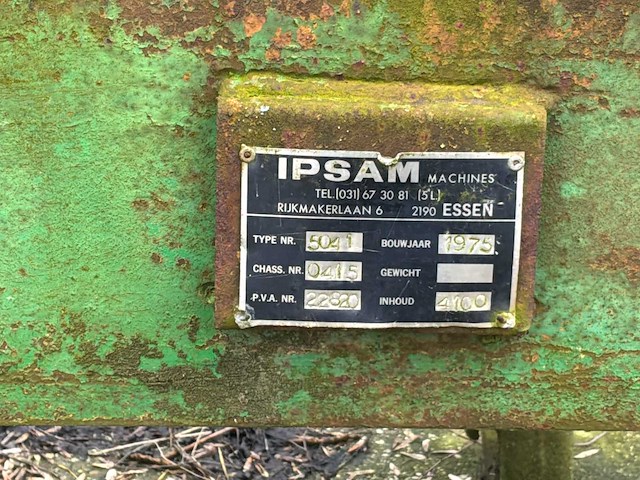 IPSAM MACHINES
TEL.(031) 67 30 81 (5L)
RIJKMAKERLAAN 6 2190 ESSEN
TYPE NR. 5041 BOUWJAAR 1975
CHASS. NR. 0415 GEWICHT
P.V.A. NR. 22820 INHOUD 4100